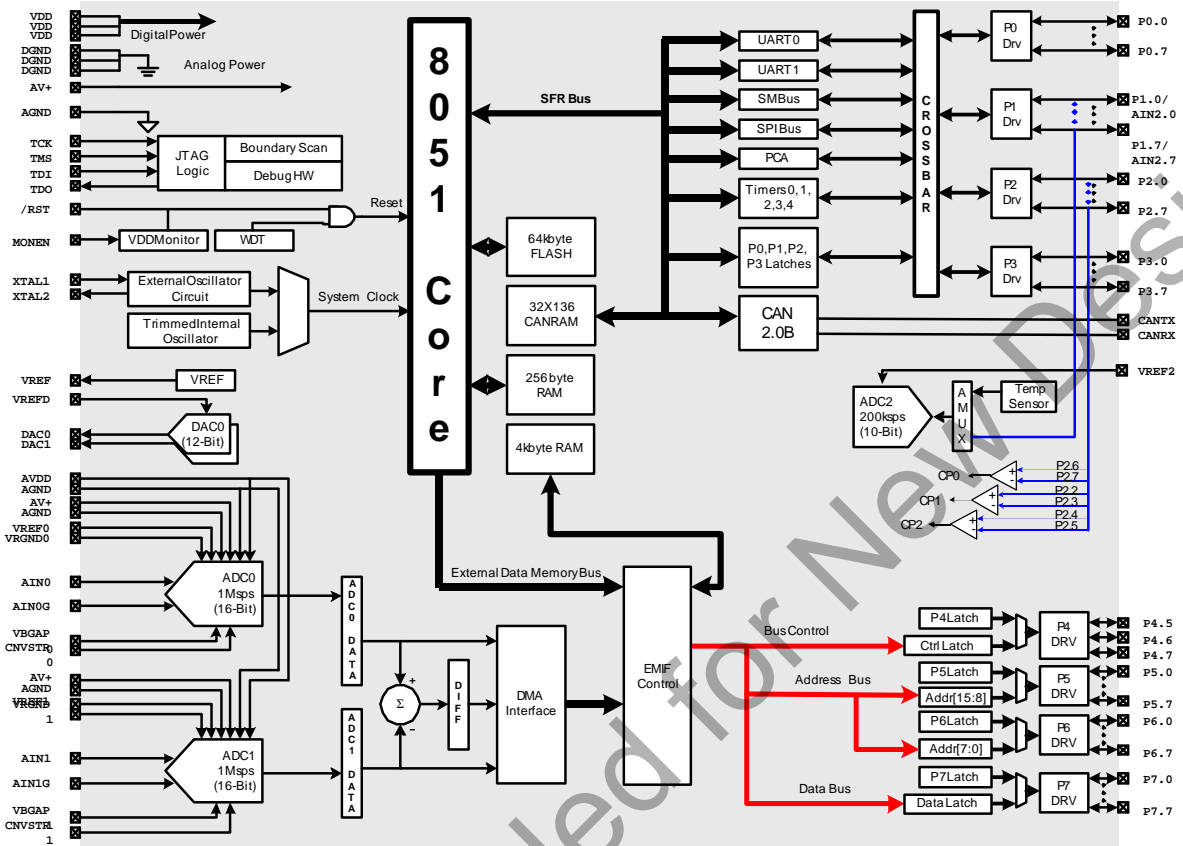 VDD
VDD
VDD
Digital Power
DGND
DGND
DGND
Analog Power
AV+
AGND
TCK
TMS
TDI
TDO
JTAG
Logic
Boundary Scan
Debug HW
/RST
MONEN
VDD Monitor
WDT
Reset
XTAL1
XTAL2
External Oscillator
Circuit
Trimmed Internal
Oscillator
System Clock
VREF
VREF
VREFD
DAC0
DAC1
DAC0
(12-Bit)
AVDD
AGND
AV+
AGND
VREF0
VRGND0
AIN0
AIN0G
VBGAP
0
CNVSTR
0
ADC0
1Msps
(16-Bit)
AV+
AGND
VRGND
1
AIN1
AIN1G
VBGAP
CNVSTR1
1
ADC1
1Msps
(16-Bit)
ADC0 DATA
ADC1 DATA
+
Σ
−
DIFF
DMA
Interface
8051 Core
SFR Bus
64kbyte
FLASH
32X136
CANRAM
256 byte
RAM
4kbyte RAM
External Data Memory Bus
EMIF
Control
UART0
UART1
SMBus
SPI Bus
PCA
Timers 0, 1,
2,3,4
P0, P1, P2,
P3 Latches
CAN
2.0B
CROSSBAR
P0
Drv
P1
Drv
P2
Drv
P3
Drv
P0.0
P0.7
P1.0/
AIN2.0
P1.7/
AIN2.7
P2.0
P2.7
P3.0
P3.7
CANTX
CANRX
VREF2
ADC2
200ksps
(10-Bit)
AMUX
Temp
Sensor
CP0
+
-
P2.6
P2.7
CP1
+
-
P2.2
P2.3
CP2
+
-
P2.4
P2.5
Bus Control
Address Bus
Data Bus
P4 Latch
Ctrl Latch
P5 Latch
Addr[15:8]
P6 Latch
Addr[7:0]
P7 Latch
Data Latch
P4
DRV
P5
DRV
P6
DRV
P7
DRV
P4.5
P4.6
P4.7
P5.0
P5.7
P6.0
P6.7
P7.0
P7.7
ded for New Desi